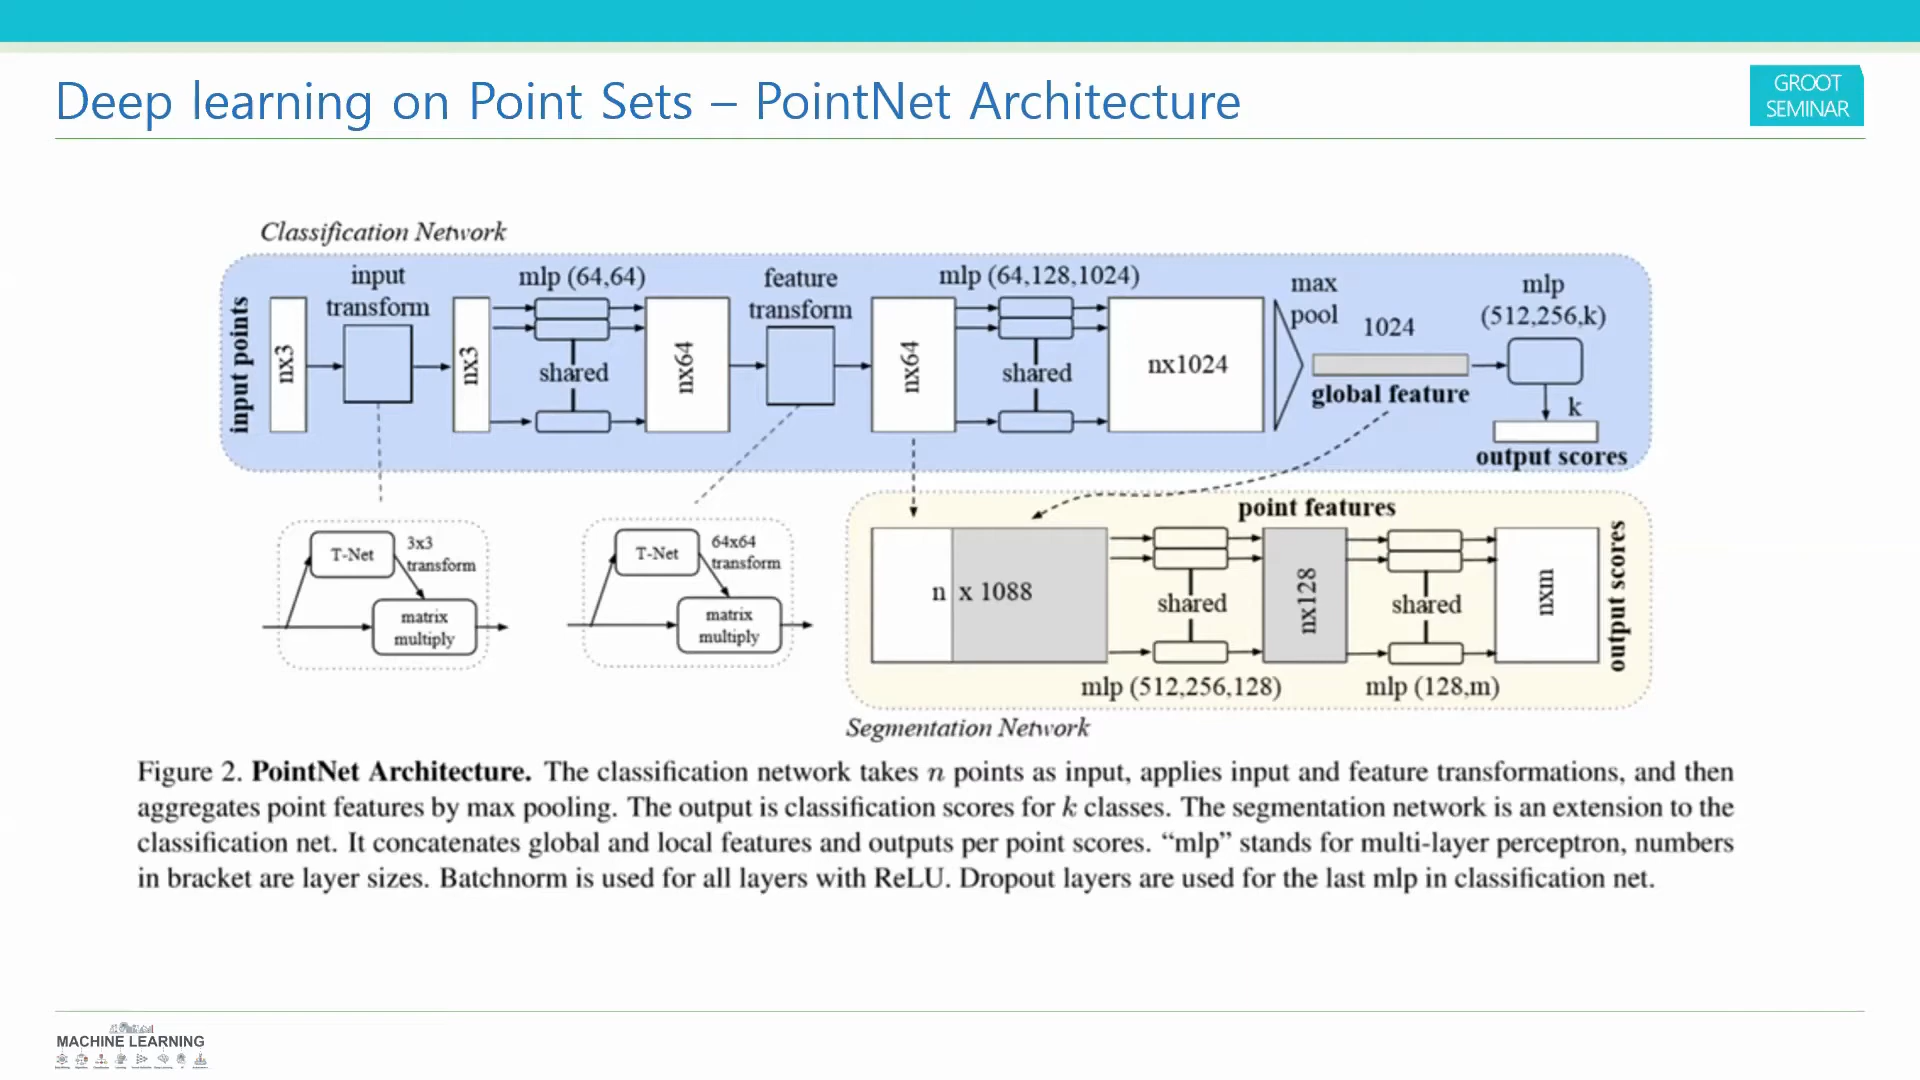 Deep learning on Point Sets – PointNet Architecture
GROOT
SEMINAR
Classification Network
input points
nx3
input
transform
nx3
mlp (64,64)
shared
nx64
feature
transform
nx64
mlp (64,128,1024)
shared
nx1024
max
pool
1024
global feature
mlp
(512,256,k)
k
output scores
T-Net
3x3
transform
matrix
multiply
T-Net
64x64
transform
matrix
multiply
point features
n x 1088
shared
nx128
shared
nxm
output scores
mlp (512,256,128)
mlp (128,m)
Segmentation Network
Figure 2. PointNet Architecture. The classification network takes n points as input, applies input and feature transformations, and then
aggregates point features by max pooling. The output is classification scores for k classes. The segmentation network is an extension to the
classification net. It concatenates global and local features and outputs per point scores. “mlp” stands for multi-layer perceptron, numbers
in bracket are layer sizes. Batchnorm is used for all layers with ReLU. Dropout layers are used for the last mlp in classification net.
MACHINE LEARNING